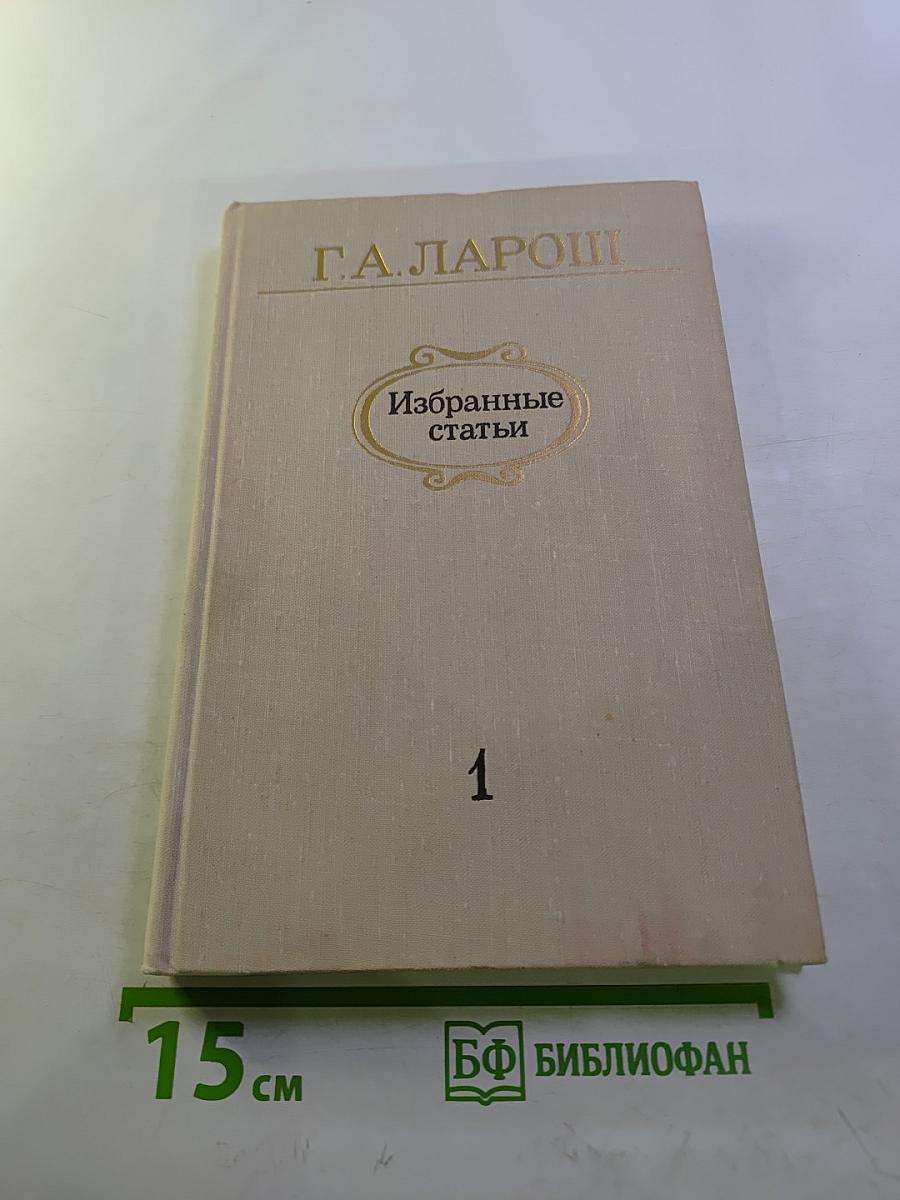 Г.А.ЛАРОШ
Избранные
статьи
1
15 см
БФ БИБЛИОФАН